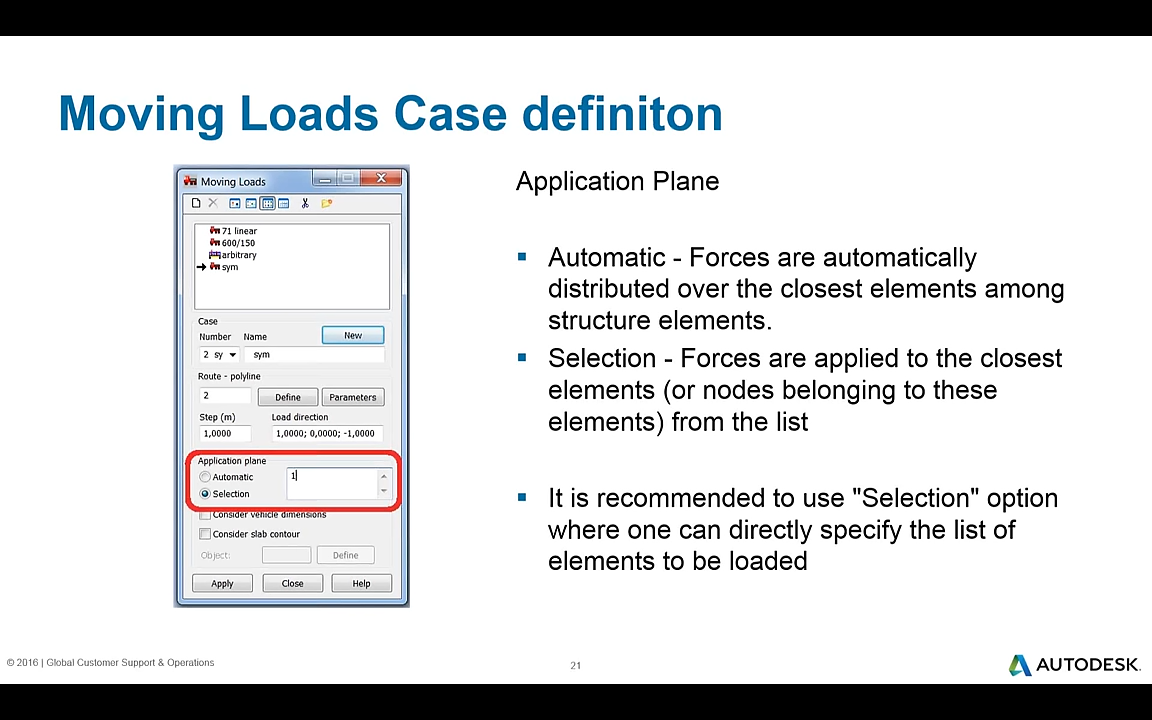 Moving Loads Case definiton
Moving Loads
71 linear
600/150
arbitrary
sym
Case
Number Name New
2 sy sym
Route - polyline
2 Define Parameters
Step (m) Load direction
1,0000 1,0000; 0,0000; -1,0000
Application plane
Automatic 1
Selection
Consider vehicle dimensions
Consider slab contour
Object: Define
Apply Close Help
Application Plane
Automatic - Forces are automatically
distributed over the closest elements among
structure elements.
Selection - Forces are applied to the closest
elements (or nodes belonging to these
elements) from the list
It is recommended to use "Selection" option
where one can directly specify the list of
elements to be loaded
© 2016 | Global Customer Support & Operations
21
AUTODESK.